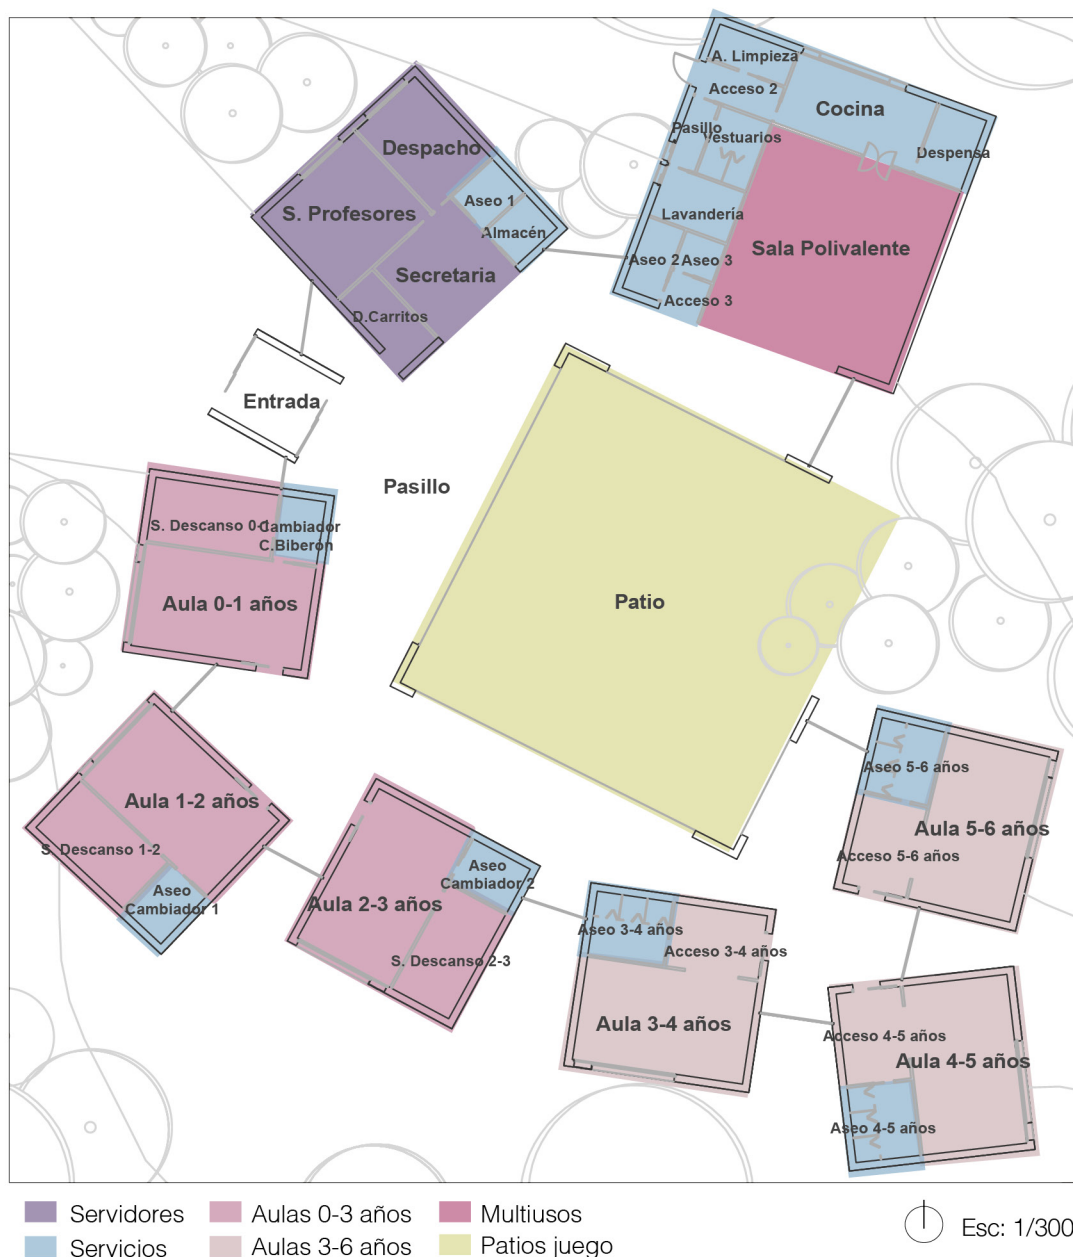 A. Limpieza
Acceso 2
Cocina
Pasillo
Vestuarios
Despensa
Despacho
Aseo 1
S. Profesores
Almacén
Lavandería
Sala Polivalente
Secretaria
Aseo 2
Aseo 3
D.Carritos
Acceso 3
Entrada
Pasillo
S. Descanso 0-1
Cambiador
C.Biberón
Aula 0-1 años
Patio
Aseo 5-6 años
Aula 1-2 años
Aula 5-6 años
S. Descanso 1-2
Acceso 5-6 años
Aseo
Cambiador 1
Aseo
Cambiador 2
Aula 2-3 años
S. Descanso 2-3
Aseo 3-4 años
Acceso 3-4 años
Aula 3-4 años
Acceso 4-5 años
Aula 4-5 años
Aseo 4-5 años
Servidores
Aulas 0-3 años
Multiusos
Esc: 1/300
Servicios
Aulas 3-6 años
Patios juego